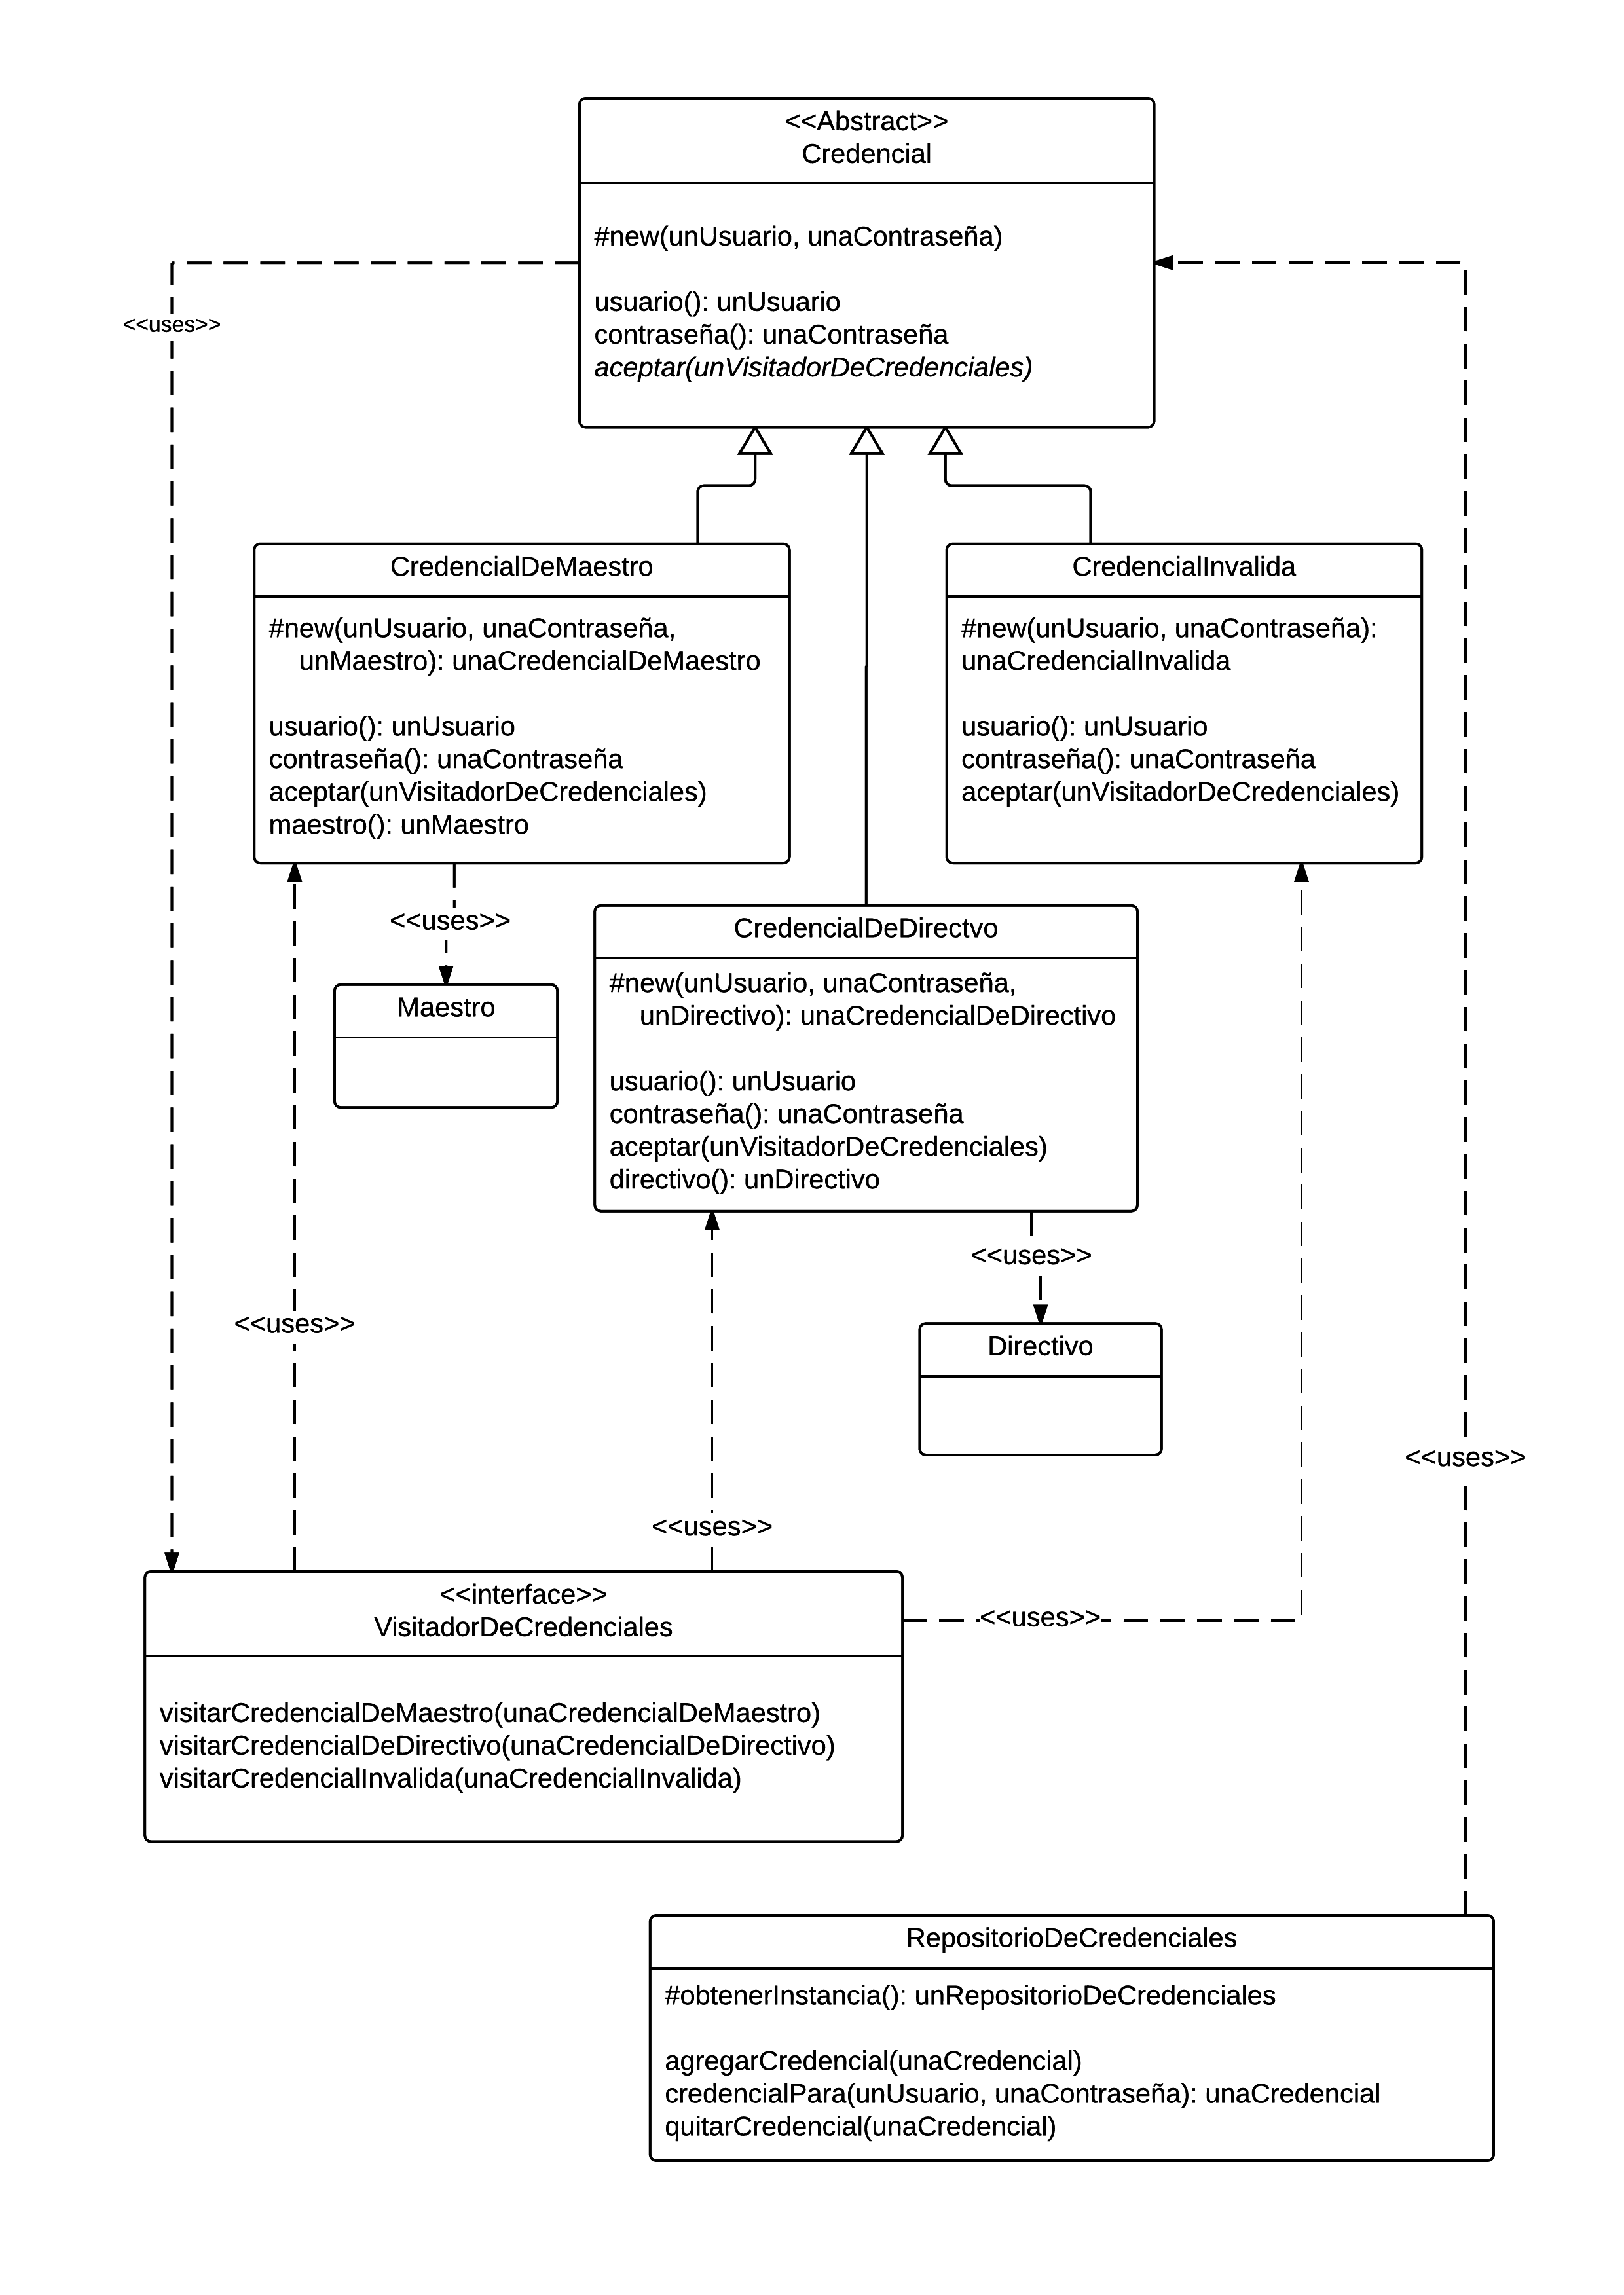 <<Abstract>>
Credencial
#new(unUsuario, unaContraseña)
usuario(): unUsuario
contraseña(): unaContraseña
aceptar(unVisitadorDeCredenciales)
<<uses>>
CredencialDeMaestro
#new(unUsuario, unaContraseña,
unMaestro): unaCredencialDeMaestro
usuario(): unUsuario
contraseña(): unaContraseña
aceptar(unVisitadorDeCredenciales)
maestro(): unMaestro
CredencialInvalida
#new(unUsuario, unaContraseña):
unaCredencialInvalida
usuario(): unUsuario
contraseña(): unaContraseña
aceptar(unVisitadorDeCredenciales)
<<uses>>
Maestro
CredencialDeDirectvo
#new(unUsuario, unaContraseña,
unDirectivo): unaCredencialDeDirectivo
usuario(): unUsuario
contraseña(): unaContraseña
aceptar(unVisitadorDeCredenciales)
directivo(): unDirectivo
<<uses>>
<<uses>>
Directivo
<<uses>>
<<uses>>
<<interface>>
VisitadorDeCredenciales
<<uses>>
visitarCredencialDeMaestro(unaCredencialDeMaestro)
visitarCredencialDeDirectivo(unaCredencialDeDirectivo)
visitarCredencialInvalida(unaCredencialInvalida)
RepositorioDeCredenciales
#obtenerInstancia(): unRepositorioDeCredenciales
agregarCredencial(unaCredencial)
credencialPara(unUsuario, unaContraseña): unaCredencial
quitarCredencial(unaCredencial)